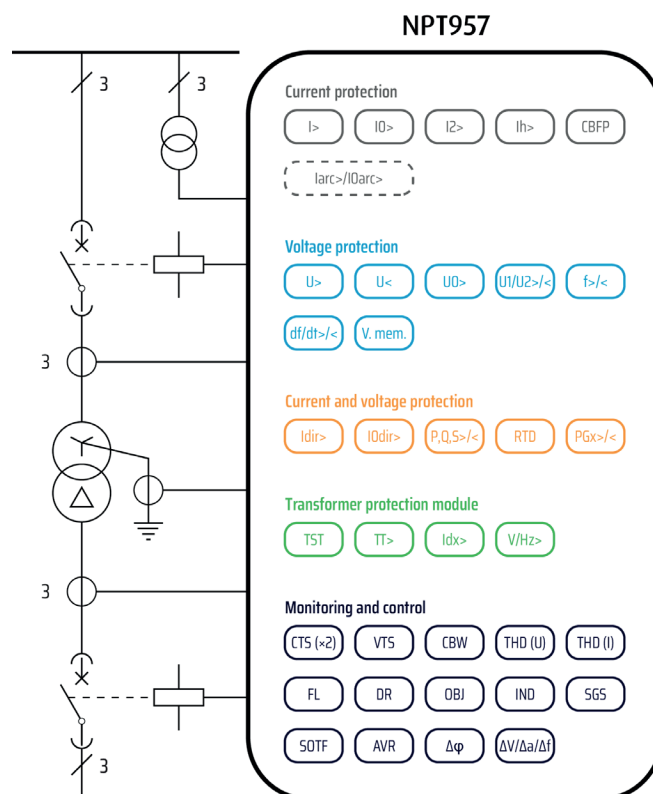 NPT957
3
3
Current protection
I>
I0>
I2>
Ih>
CBFP
Iarc>/I0arc>
Voltage protection
U>
U<
U0>
U1/U2>/<
f>/<
df/dt>/<
V. mem.
3
Current and voltage protection
Idir>
I0dir>
P,Q,S>/<
RTD
PGx>/<
Transformer protection module
TST
TT>
Idx>
V/Hz>
3
Monitoring and control
CTS (×2)
VTS
CBW
THD (U)
THD (I)
FL
DR
OBJ
IND
SGS
SOTF
AVR
Δφ
ΔV/Δa/Δf
3